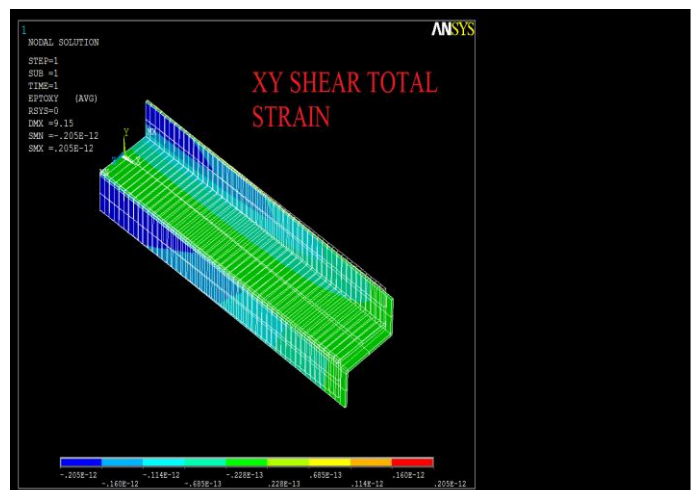 1
ANSYS
NODAL SOLUTION
STEP=1
SUB =1
TIME=1
EPTOXY (AVG)
RSYS=0
DMX =9.15
SMN =-.205E-12
SMX =.205E-12
XY SHEAR TOTAL
STRAIN
Y
X
MX
-.205E-12 -.114E-12 -.228E-13 .685E-13 .160E-12
-.160E-12 -.685E-13 .228E-13 .114E-12 .205E-12